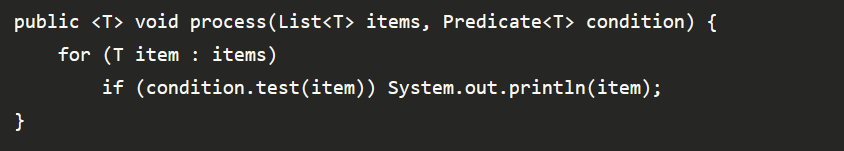 public <T> void process(List<T> items, Predicate<T> condition) {
    for (T item : items)
        if (condition.test(item)) System.out.println(item);
}